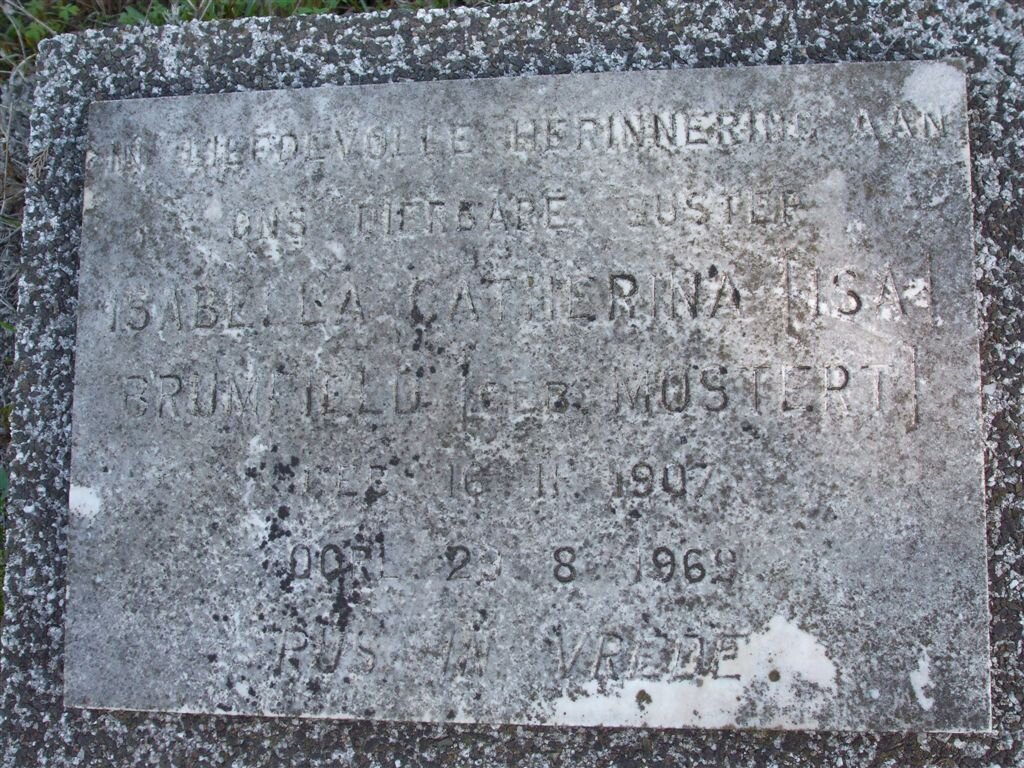 IN LIEFDEVOLLE HERINNERING AAN
ONS DIERBARE SUSTER
ISABELLA CATHERINA [ISA]
BRUMFIELD [GEB. MOSTERT]
GEB. 16 11 1907
OORL. 8 1969
RUS IN VREDE